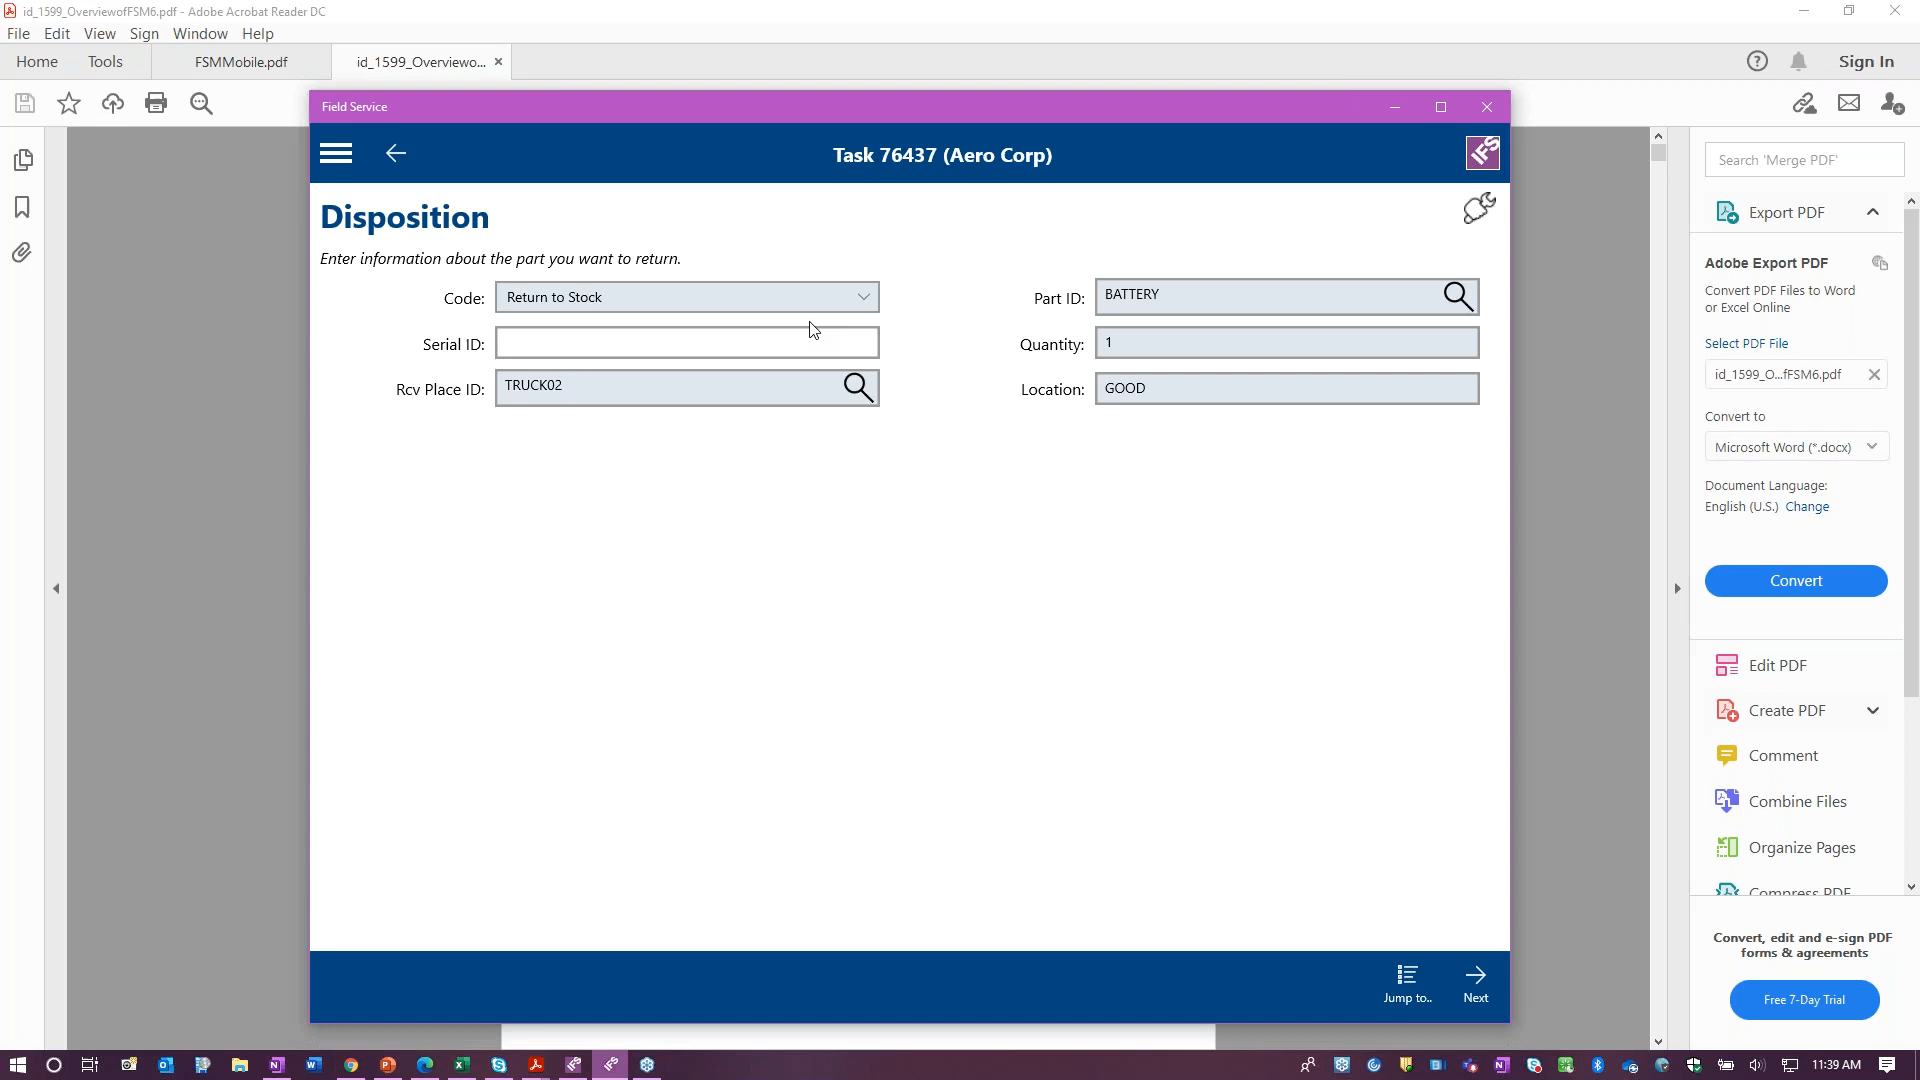 id_1599_OverviewofFSM6.pdf - Adobe Acrobat Reader DC
File Edit View Sign Window Help
Home Tools FSMMobile.pdf id_1599_Overviewo... × Sign In
Field Service
Task 76437 (Aero Corp)
IFS
Disposition
Enter information about the part you want to return.
Code: Return to Stock Part ID: BATTERY
Serial ID: Quantity: 1
Rcv Place ID: TRUCK02 Location: GOOD
Jump to..
Next
Search 'Merge PDF'
Export PDF
Adobe Export PDF
Convert PDF Files to Word
or Excel Online
Select PDF File
id_1599_O...fFSM6.pdf
Convert to
Microsoft Word (*.docx)
Document Language:
English (U.S.) Change
Convert
Edit PDF
Create PDF
Comment
Combine Files
Organize Pages
Compress PDF
Convert, edit and e-sign PDF
forms & agreements
Free 7-Day Trial
11:39 AM